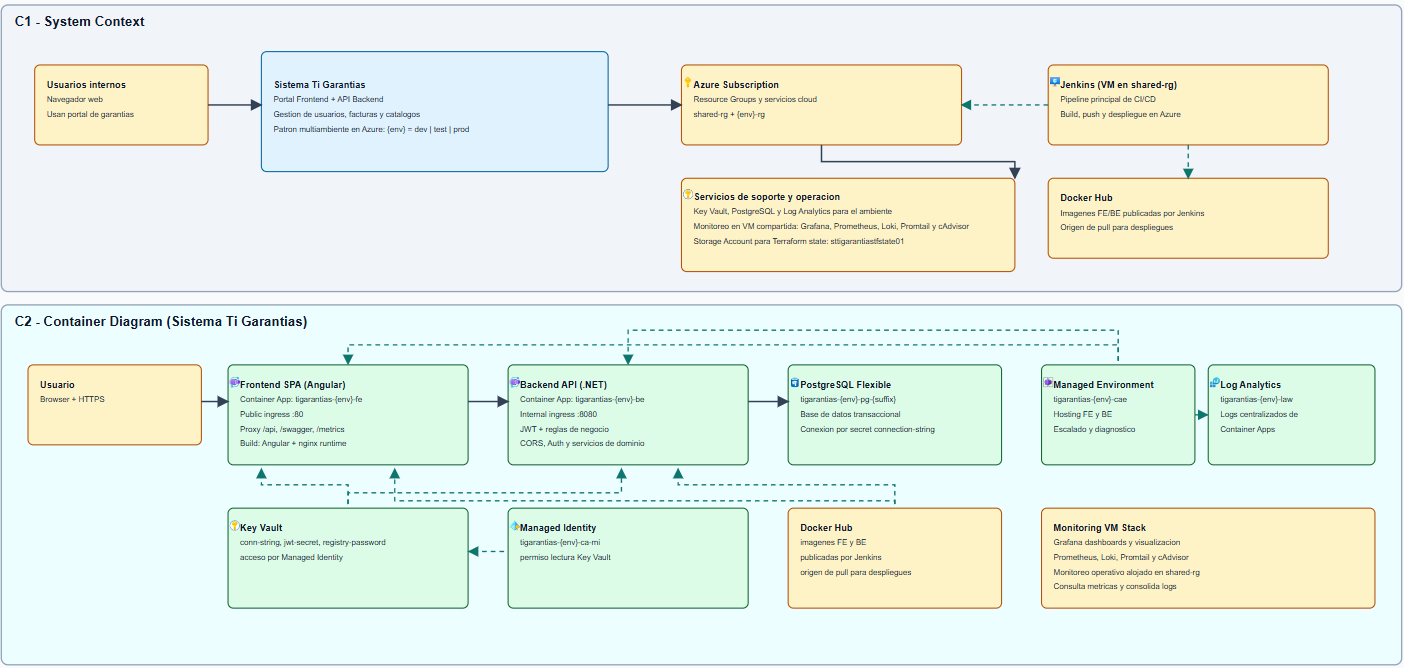 C1 - System Context
Usuarios internos
Navegador web
Usan portal de garantias
Sistema Ti Garantias
Portal Frontend + API Backend
Gestion de usuarios, facturas y catalogos
Patron multiambiente en Azure: {env} = dev | test | prod
Azure Subscription
Resource Groups y servicios cloud
shared-rg + {env}-rg
Jenkins (VM en shared-rg)
Pipeline principal de CI/CD
Build, push y despliegue en Azure
Servicios de soporte y operacion
Key Vault, PostgreSQL y Log Analytics para el ambiente
Monitoreo en VM compartida: Grafana, Prometheus, Loki, Promtail y cAdvisor
Storage Account para Terraform state: sttigarantiastfstate01
Docker Hub
Imagenes FE/BE publicadas por Jenkins
Origen de pull para despliegues
C2 - Container Diagram (Sistema Ti Garantias)
Usuario
Browser + HTTPS
Frontend SPA (Angular)
Container App: tigarantias-{env}-fe
Public ingress :80
Proxy /api, /swagger, /metrics
Build: Angular + nginx runtime
Backend API (.NET)
Container App: tigarantias-{env}-be
Internal ingress :8080
JWT + reglas de negocio
CORS, Auth y servicios de dominio
PostgreSQL Flexible
tigarantias-{env}-pg-{suffix}
Base de datos transaccional
Conexion por secret connection-string
Managed Environment
tigarantias-{env}-cae
Hosting FE y BE
Escalado y diagnostico
Log Analytics
tigarantias-{env}-law
Logs centralizados de
Container Apps
Key Vault
conn-string, jwt-secret, registry-password
acceso por Managed Identity
Managed Identity
tigarantias-{env}-ca-mi
permiso lectura Key Vault
Docker Hub
imagenes FE y BE
publicadas por Jenkins
origen de pull para despliegues
Monitoring VM Stack
Grafana dashboards y visualizacion
Prometheus, Loki, Promtail y cAdvisor
Monitoreo operativo alojado en shared-rg
Consulta metricas y consolida logs